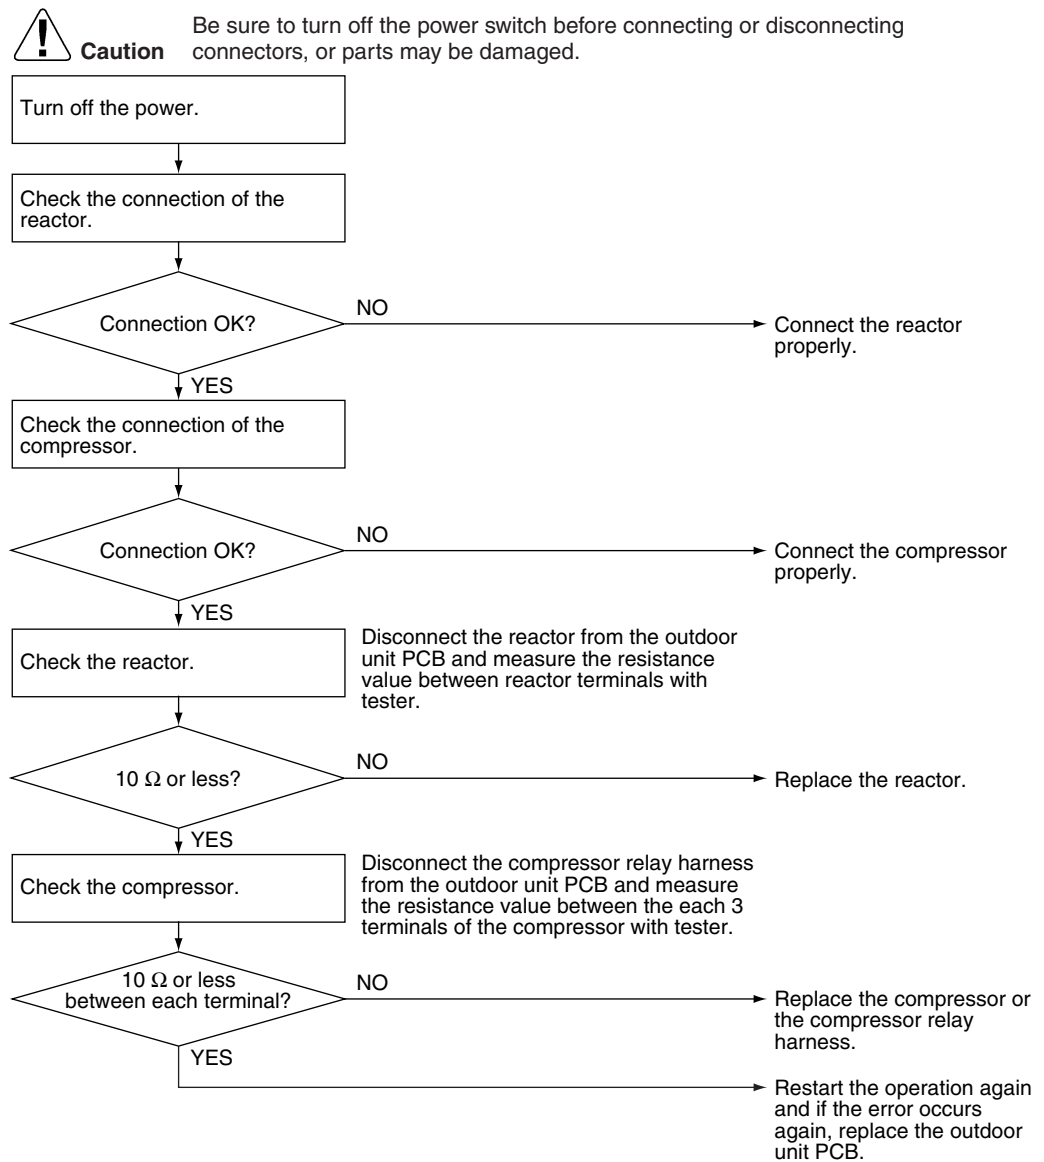 Be sure to turn off the power switch before connecting or disconnecting
Caution
connectors, or parts may be damaged.
Turn off the power.
Check the connection of the
reactor.
Connection OK?
NO
Connect the reactor
properly.
YES
Check the connection of the
compressor.
Connection OK?
NO
Connect the compressor
properly.
YES
Check the reactor.
Disconnect the reactor from the outdoor
unit PCB and measure the resistance
value between reactor terminals with
tester.
10 Ω or less?
NO
Replace the reactor.
YES
Check the compressor.
Disconnect the compressor relay harness
from the outdoor unit PCB and measure
the resistance value between the each 3
terminals of the compressor with tester.
10 Ω or less
between each terminal?
NO
Replace the compressor or
the compressor relay
harness.
YES
Restart the operation again
and if the error occurs
again, replace the outdoor
unit PCB.